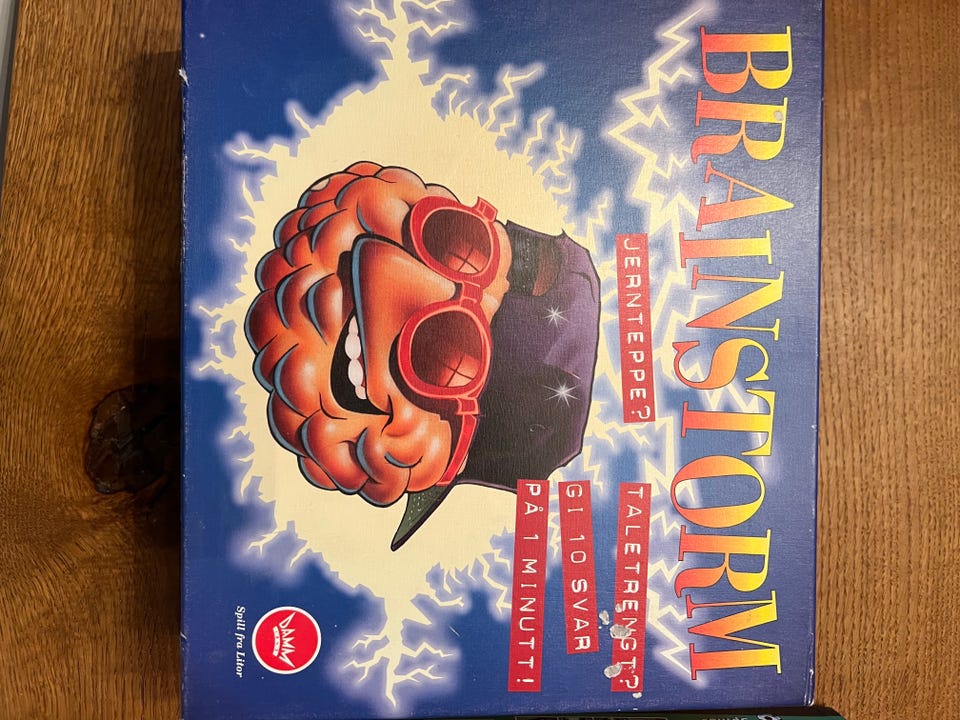 BRAINSTORM
JERNTEPPE?
TALETRENGT?
GI 10 SVAR
PÅ 1 MINUTT!
DAMM
Spill fra Litor